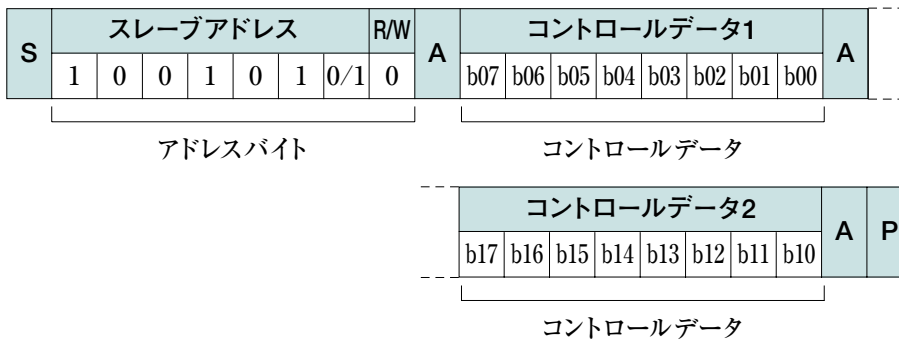 S スレーブアドレス R/W A コントロールデータ1 A
1 0 0 1 0 1 0/1 0 b07 b06 b05 b04 b03 b02 b01 b00
アドレスバイト コントロールデータ
コントロールデータ2 A P
b17 b16 b15 b14 b13 b12 b11 b10
コントロールデータ